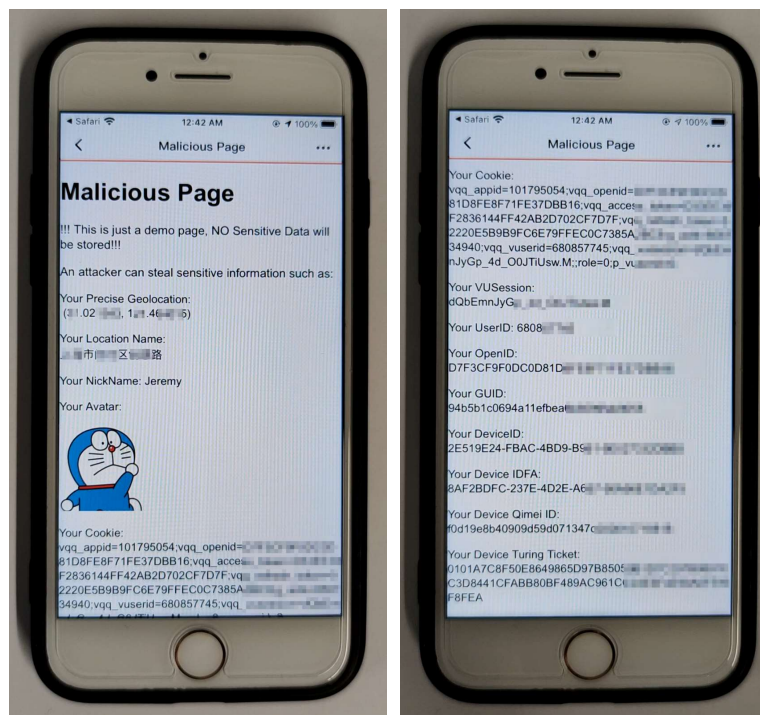 ◄ Safari
12:42 AM
100%
Malicious Page
Malicious Page
!!! This is just a demo page, NO Sensitive Data will
be stored!!!
An attacker can steal sensitive information such as:
Your Precise Geolocation:
Your Location Name:
市 区 路
Your NickName: Jeremy
Your Avatar:
Your Cookie:
vqq_appid=101795054;vqq_openid=
81D8FE8F71FE37DBB16;vqq_acces
F2836144FF42AB2D702CF7D7F;vq
2220E5B9B9FC6E79FFEC0C7385A
34940;vqq_vuserid=680857745;vqq_
◄ Safari
12:42 AM
100%
Malicious Page
Your Cookie:
vqq_appid=101795054;vqq_openid=
81D8FE8F71FE37DBB16;vqq_acces
F2836144FF42AB2D702CF7D7F;vq
2220E5B9B9FC6E79FFEC0C7385A
34940;vqq_vuserid=680857745;vqq_
nJyGp_4d_O0JTiUsw.M;;role=0;p_vu
Your VUSession:
dQbEmnJyG
Your UserID: 6808
Your OpenID:
D7F3CF9F0DC0D81D
Your GUID:
94b5b1c0694a11efbea
Your DeviceID:
2E519E24-FBAC-4BD9-B9
Your Device IDFA:
8AF2BDFC-237E-4D2E-A6
Your Device Qimei ID:
f0d19e8b40909d59d071347c
Your Device Turing Ticket:
0101A7C8F50E8649865D97B8505
C3D8441CFABB80BF489AC961C
F8FEA